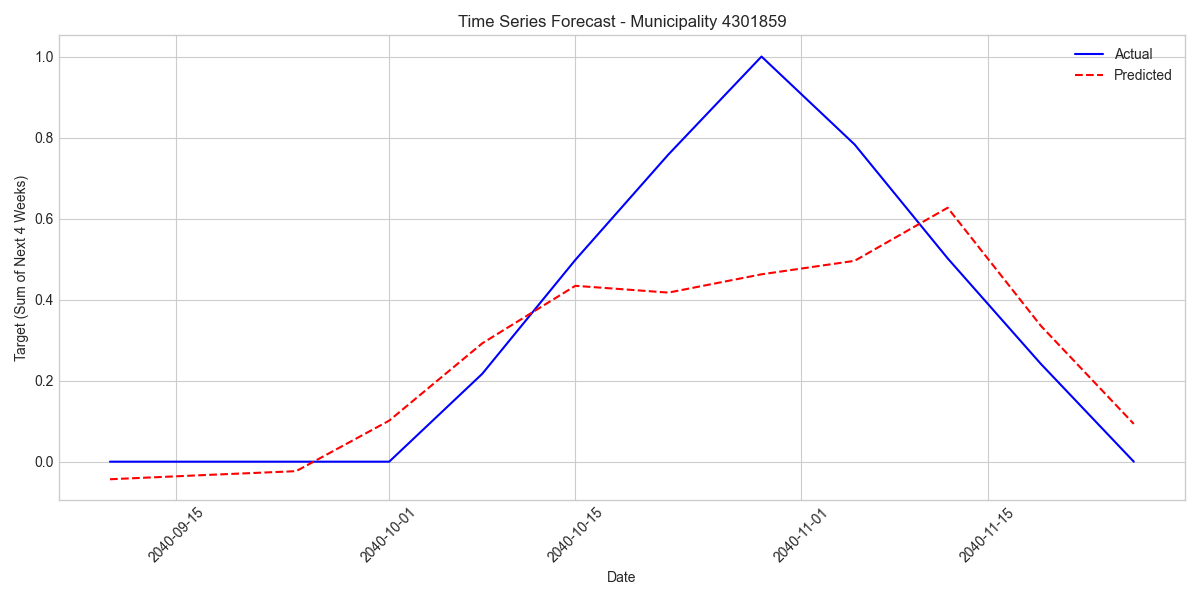 Time Series Forecast - Municipality 4301859
Actual
Predicted
Target (Sum of Next 4 Weeks)
1.0
0.8
0.6
0.4
0.2
0.0
2040-09-15
2040-10-01
2040-10-15
2040-11-01
2040-11-15
Date